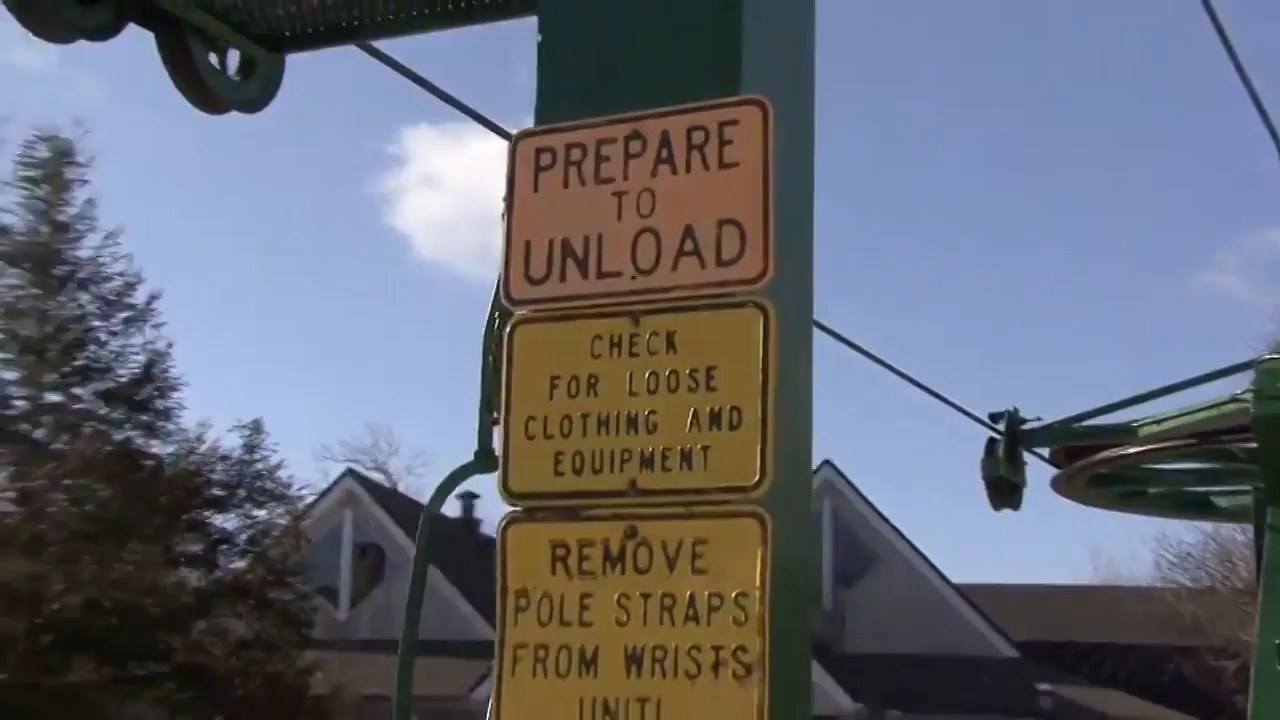 PREPARE
TO
UNLOAD
CHECK
FOR LOOSE
CLOTHING AND
EQUIPMENT
REMOVE
POLE STRAPS
FROM WRISTS